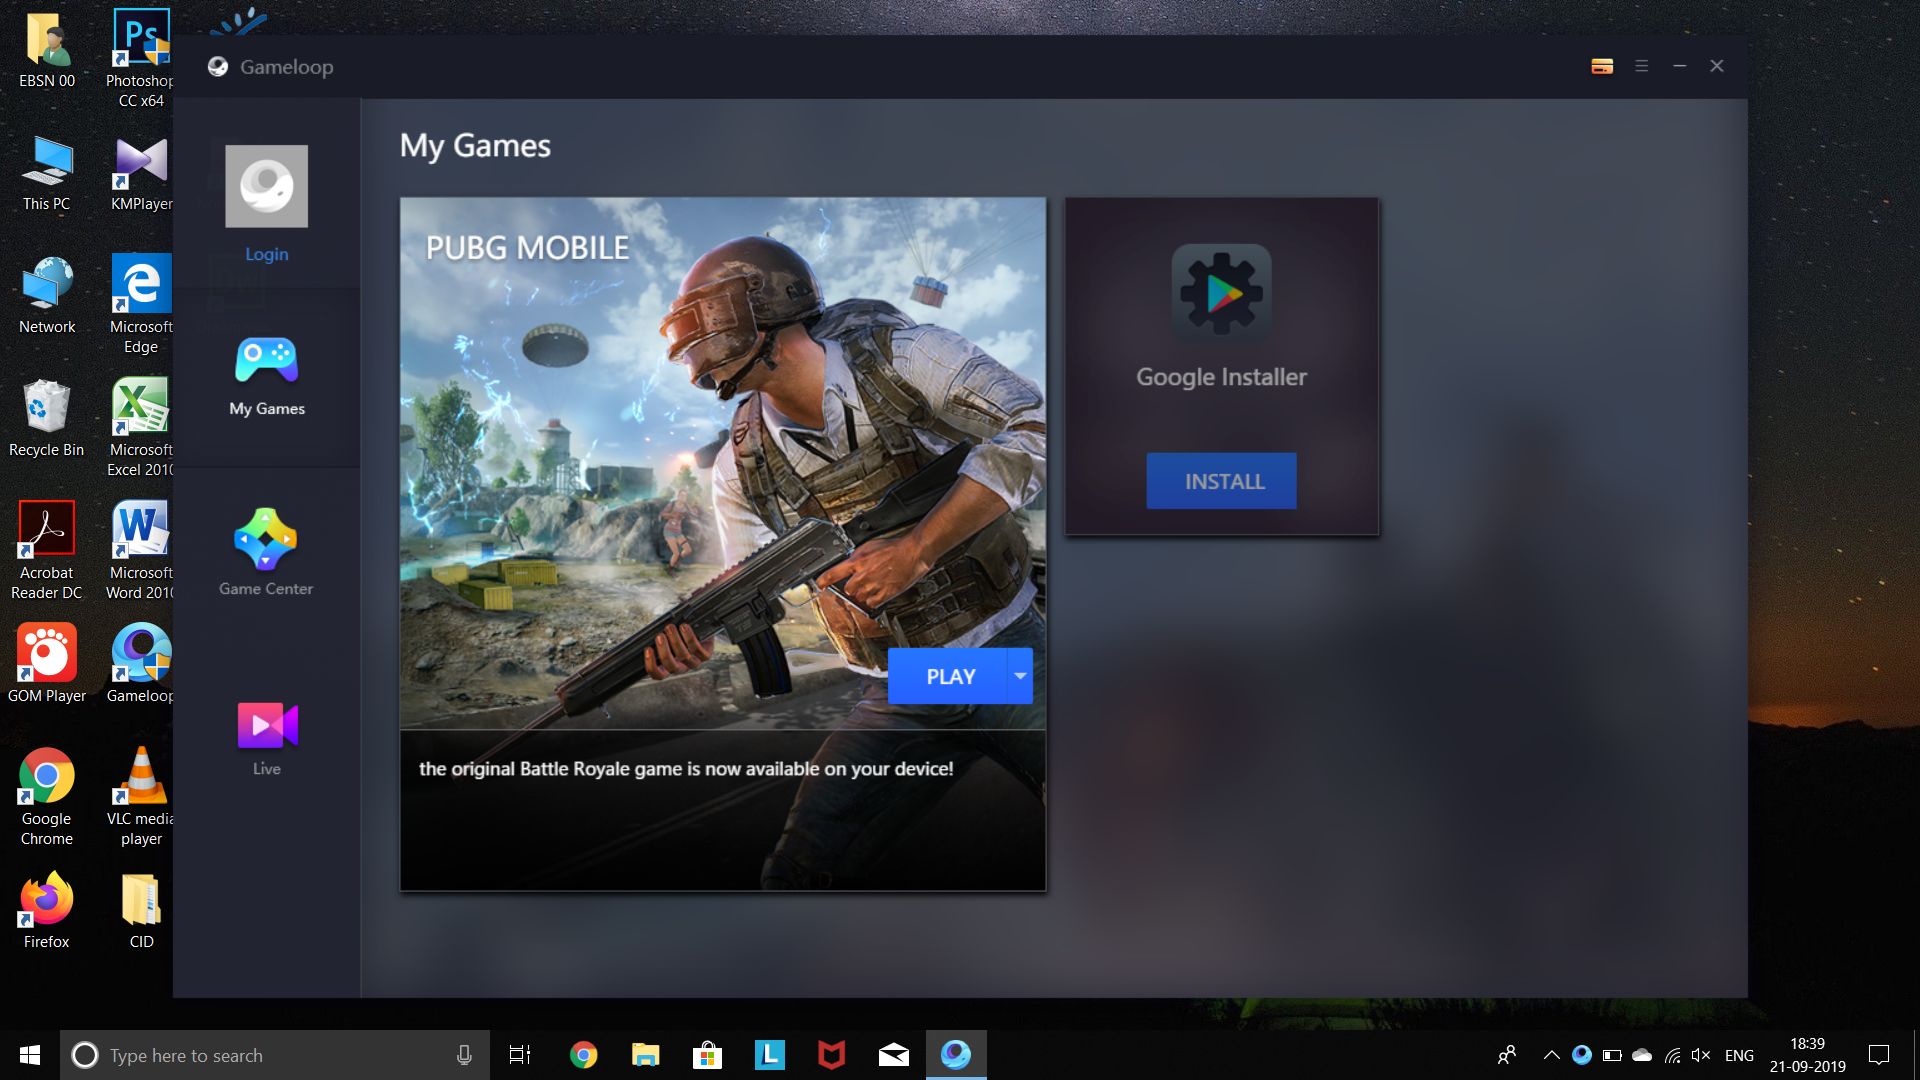 EBSN 00
Photoshop
CC x64
This PC
KMPlayer
Network
Microsoft
Edge
Recycle Bin
Microsoft
Excel 2010
Acrobat
Reader DC
Microsoft
Word 2010
GOM Player
Gameloop
Google
Chrome
VLC media
player
Firefox
CID
Gameloop
Login
My Games
Game Center
Live
My Games
PUBG MOBILE
PLAY
the original Battle Royale game is now available on your device!
Google Installer
INSTALL
Type here to search
ENG
18:39
21-09-2019